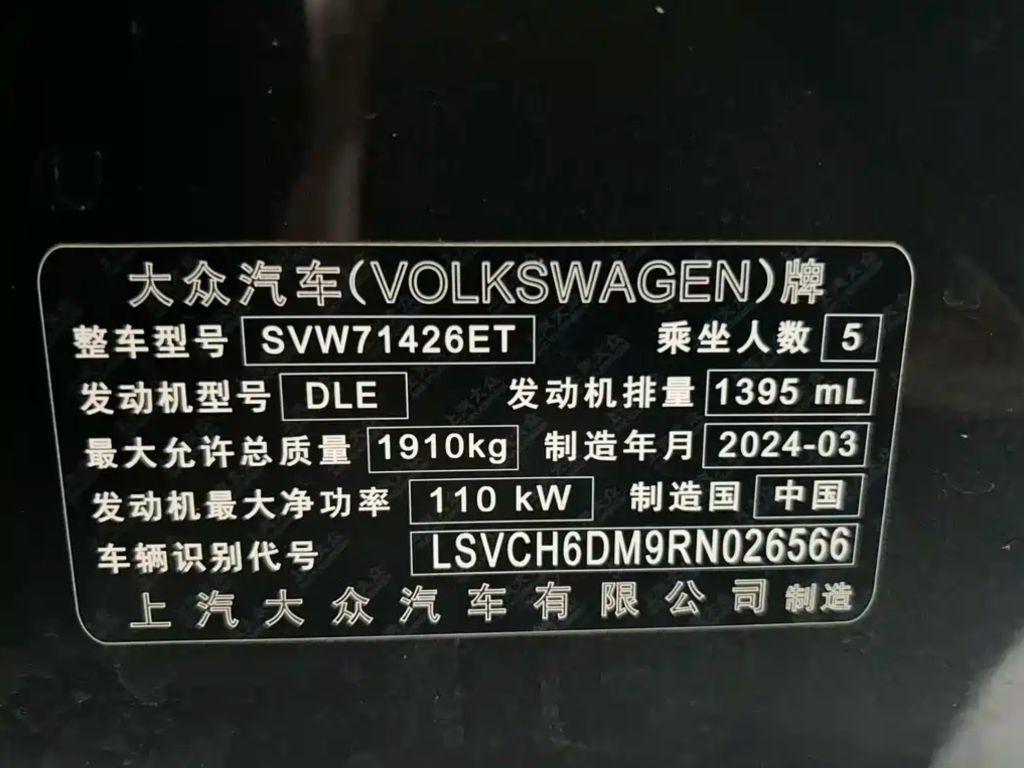 大众汽车(VOLKSWAGEN)牌
整车型号 SVW71426ET 乘坐人数 5
发动机型号 DLE 发动机排量 1395 mL
最大允许总质量 1910kg 制造年月 2024-03
发动机最大净功率 110 kW 制造国 中国
车辆识别代号 LSVCH6DM9RN026566
上汽大众汽车有限公司 制造